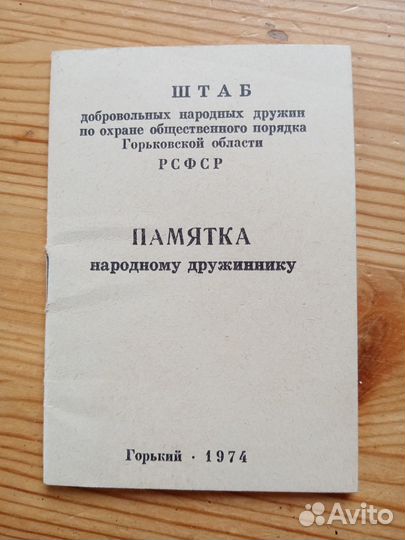 ШТАБ
добровольных народных дружин
по охране общественного порядка
Горьковской области
РСФСР
ПАМЯТКА
народному дружиннику
Горький · 1974
Avito